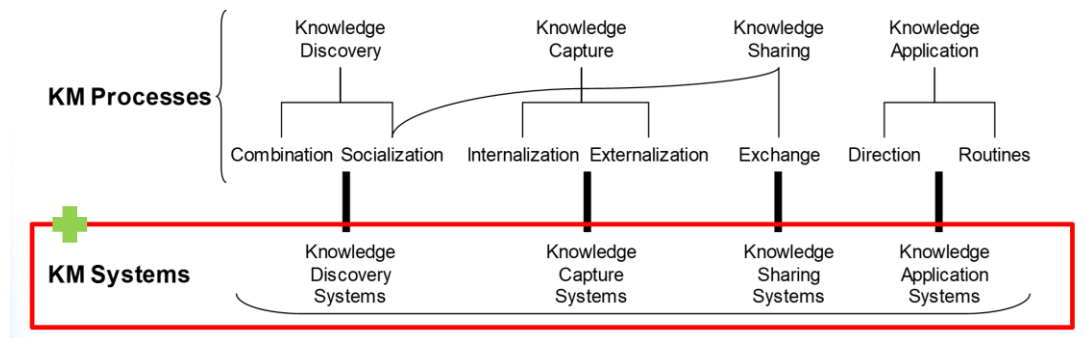 Knowledge Discovery
Knowledge Capture
Knowledge Sharing
Knowledge Application
KM Processes
Combination Socialization Internalization Externalization Exchange Direction Routines
KM Systems
Knowledge Discovery Systems
Knowledge Capture Systems
Knowledge Sharing Systems
Knowledge Application Systems